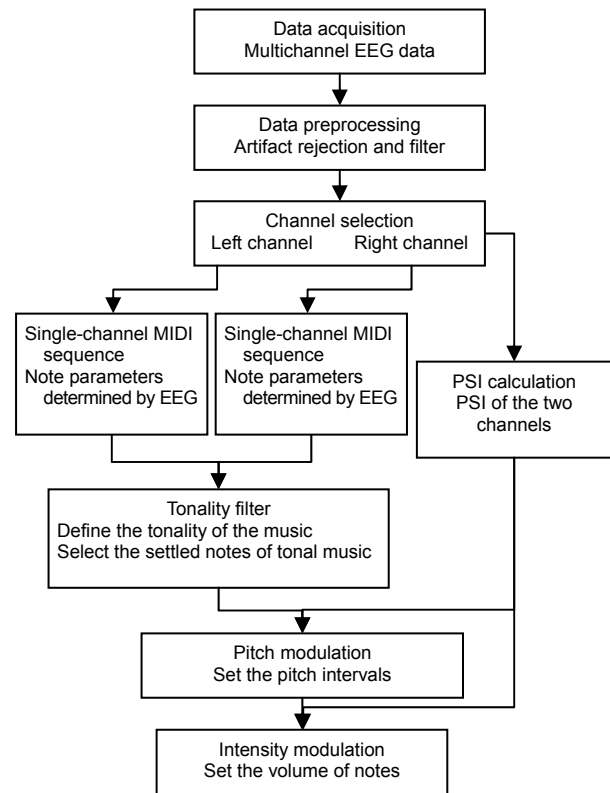 Data acquisition
Multichannel EEG data
Data preprocessing
Artifact rejection and filter
Channel selection
Left channel Right channel
Single-channel MIDI
sequence
Note parameters
determined by EEG
Single-channel MIDI
sequence
Note parameters
determined by EEG
PSI calculation
PSI of the two
channels
Tonality filter
Define the tonality of the music
Select the settled notes of tonal music
Pitch modulation
Set the pitch intervals
Intensity modulation
Set the volume of notes